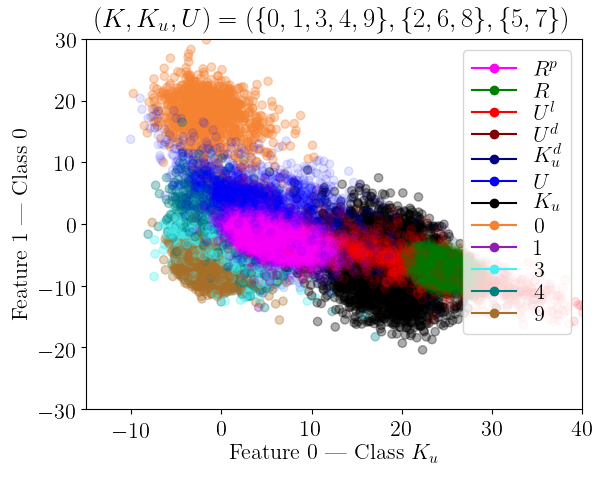 (K, K_u, U) = ({0, 1, 3, 4, 9}, {2, 6, 8}, {5, 7})
30
20
10
0
−10
−20
−30
Feature 1 — Class 0
−10
0
10
20
30
40
Feature 0 — Class K_u
R^p
R
U^l
U^d
K_u^d
U
K_u
0
1
3
4
9